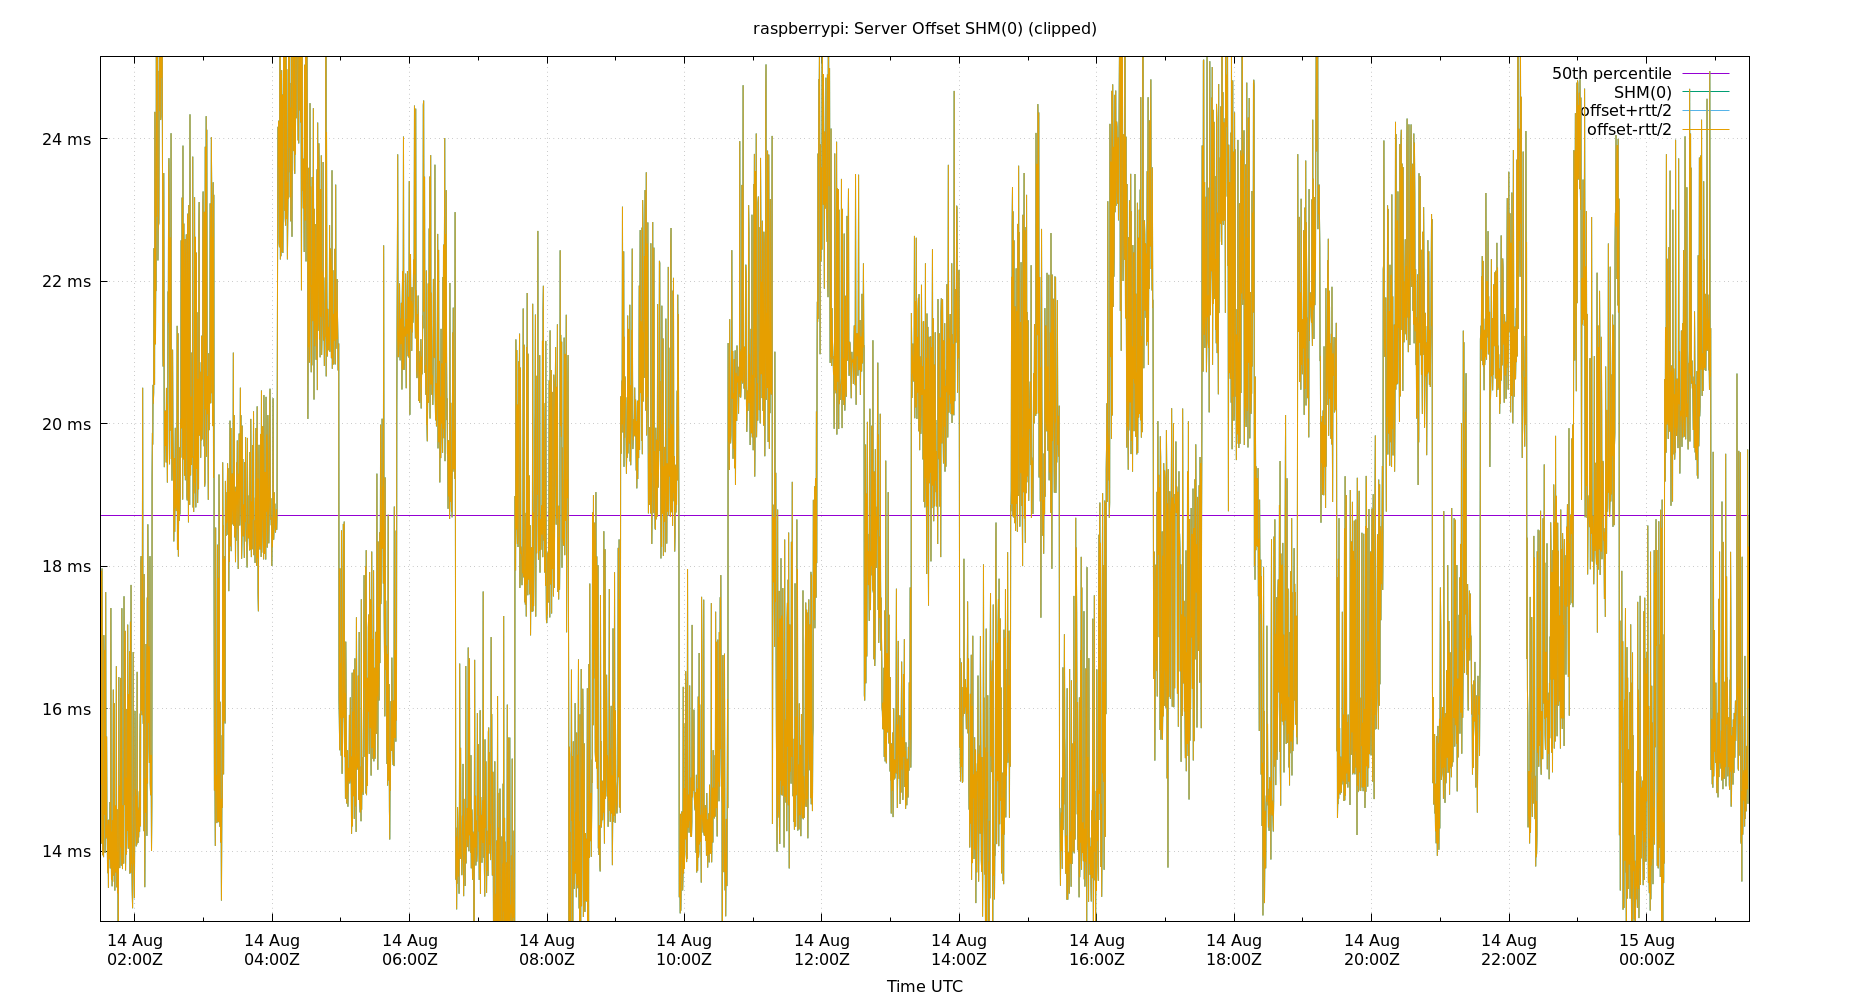 raspberrypi: Server Offset SHM(0) (clipped)
50th percentile
SHM(0)
offset+rtt/2
offset-rtt/2
24 ms
22 ms
20 ms
18 ms
16 ms
14 ms
14 Aug 14 Aug 14 Aug 14 Aug 14 Aug 14 Aug 14 Aug 14 Aug 14 Aug 14 Aug 14 Aug 15 Aug
02:00Z 04:00Z 06:00Z 08:00Z 10:00Z 12:00Z 14:00Z 16:00Z 18:00Z 20:00Z 22:00Z 00:00Z
Time UTC